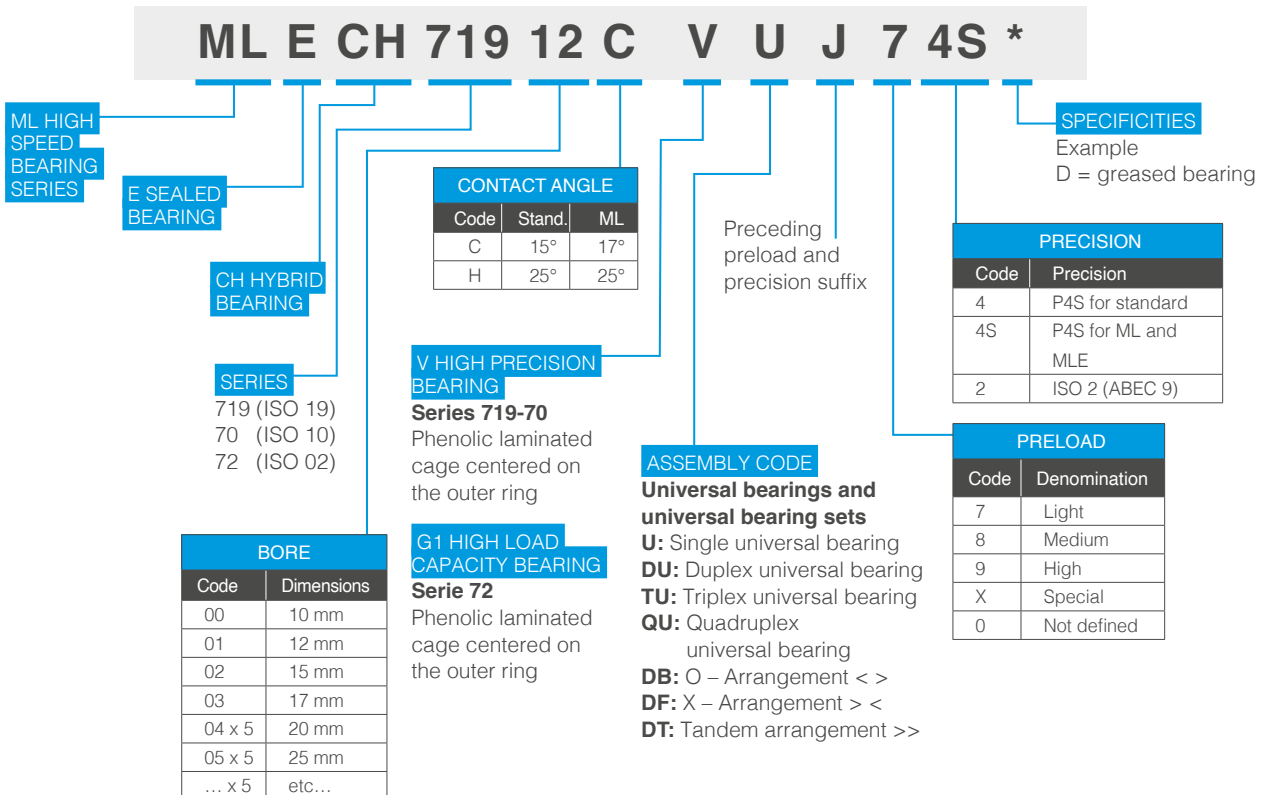 ML E CH 719 12 C V U J 7 4S *
ML HIGH
SPEED
BEARING
SERIES
E SEALED
BEARING
CH HYBRID
BEARING
SERIES
719 (ISO 19)
70 (ISO 10)
72 (ISO 02)
BORE
Code Dimensions
00 10 mm
01 12 mm
02 15 mm
03 17 mm
04 x 5 20 mm
05 x 5 25 mm
… x 5 etc…
CONTACT ANGLE
Code Stand. ML
C 15° 17°
H 25° 25°
V HIGH PRECISION
BEARING
Series 719-70
Phenolic laminated
cage centered on
the outer ring
G1 HIGH LOAD
CAPACITY BEARING
Serie 72
Phenolic laminated
cage centered on
the outer ring
ASSEMBLY CODE
Universal bearings and
universal bearing sets
U: Single universal bearing
DU: Duplex universal bearing
TU: Triplex universal bearing
QU: Quadruplex
universal bearing
DB: O – Arrangement < >
DF: X – Arrangement > <
DT: Tandem arrangement >>
Preceding
preload and
precision suffix
SPECIFICITIES
Example
D = greased bearing
PRECISION
Code Precision
4 P4S for standard
4S P4S for ML and
MLE
2 ISO 2 (ABEC 9)
PRELOAD
Code Denomination
7 Light
8 Medium
9 High
X Special
0 Not defined